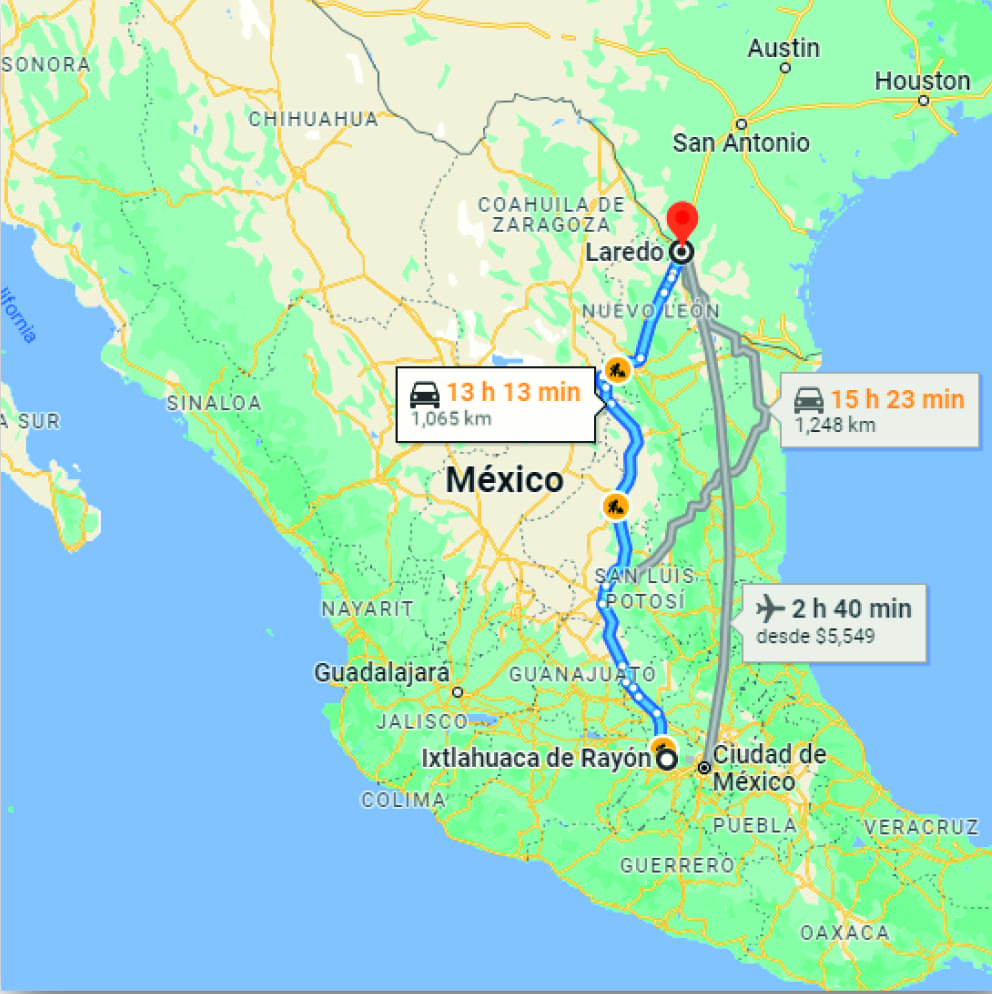 Austin
SONORA
Houston
CHIHUAHUA
San Antonio
COAHUILA DE
ZARAGOZA
Laredo
lifornia
NUEVO LEÓN
13 h 13 min
1,065 km
15 h 23 min
1,248 km
SINALOA
A SUR
México
SAN LUIS
POTOSÍ
NAYARIT
2 h 40 min
desde $5,549
Guadalajara
GUANAJUATO
JALISCO
Ixtlahuaca de Rayón
Ciudad de
México
COLIMA
PUEBLA
VERACRUZ
GUERRERO
OAXACA